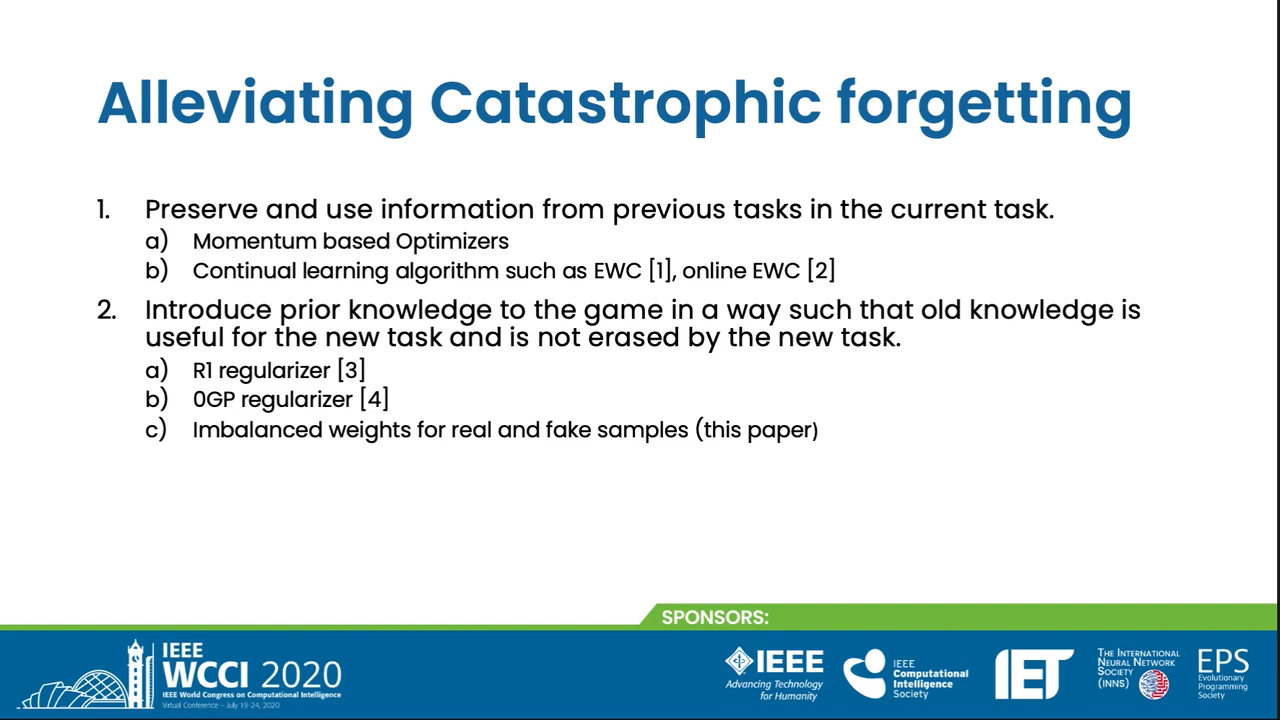 Alleviating Catastrophic forgetting
1. Preserve and use information from previous tasks in the current task.
a) Momentum based Optimizers
b) Continual learning algorithm such as EWC [1], online EWC [2]
2. Introduce prior knowledge to the game in a way such that old knowledge is
useful for the new task and is not erased by the new task.
a) R1 regularizer [3]
b) 0GP regularizer [4]
c) Imbalanced weights for real and fake samples (this paper)
SPONSORS:
IEEE
WCCI 2020
IEEE World Congress on Computational Intelligence
Virtual Conference – July 19-24, 2020
IEEE
Advancing Technology
for Humanity
IEEE
Computational
Intelligence
Society
IET
THE INTERNATIONAL
NEURAL NETWORK
SOCIETY
(INNS)
EPS
Evolutionary
Programming
Society